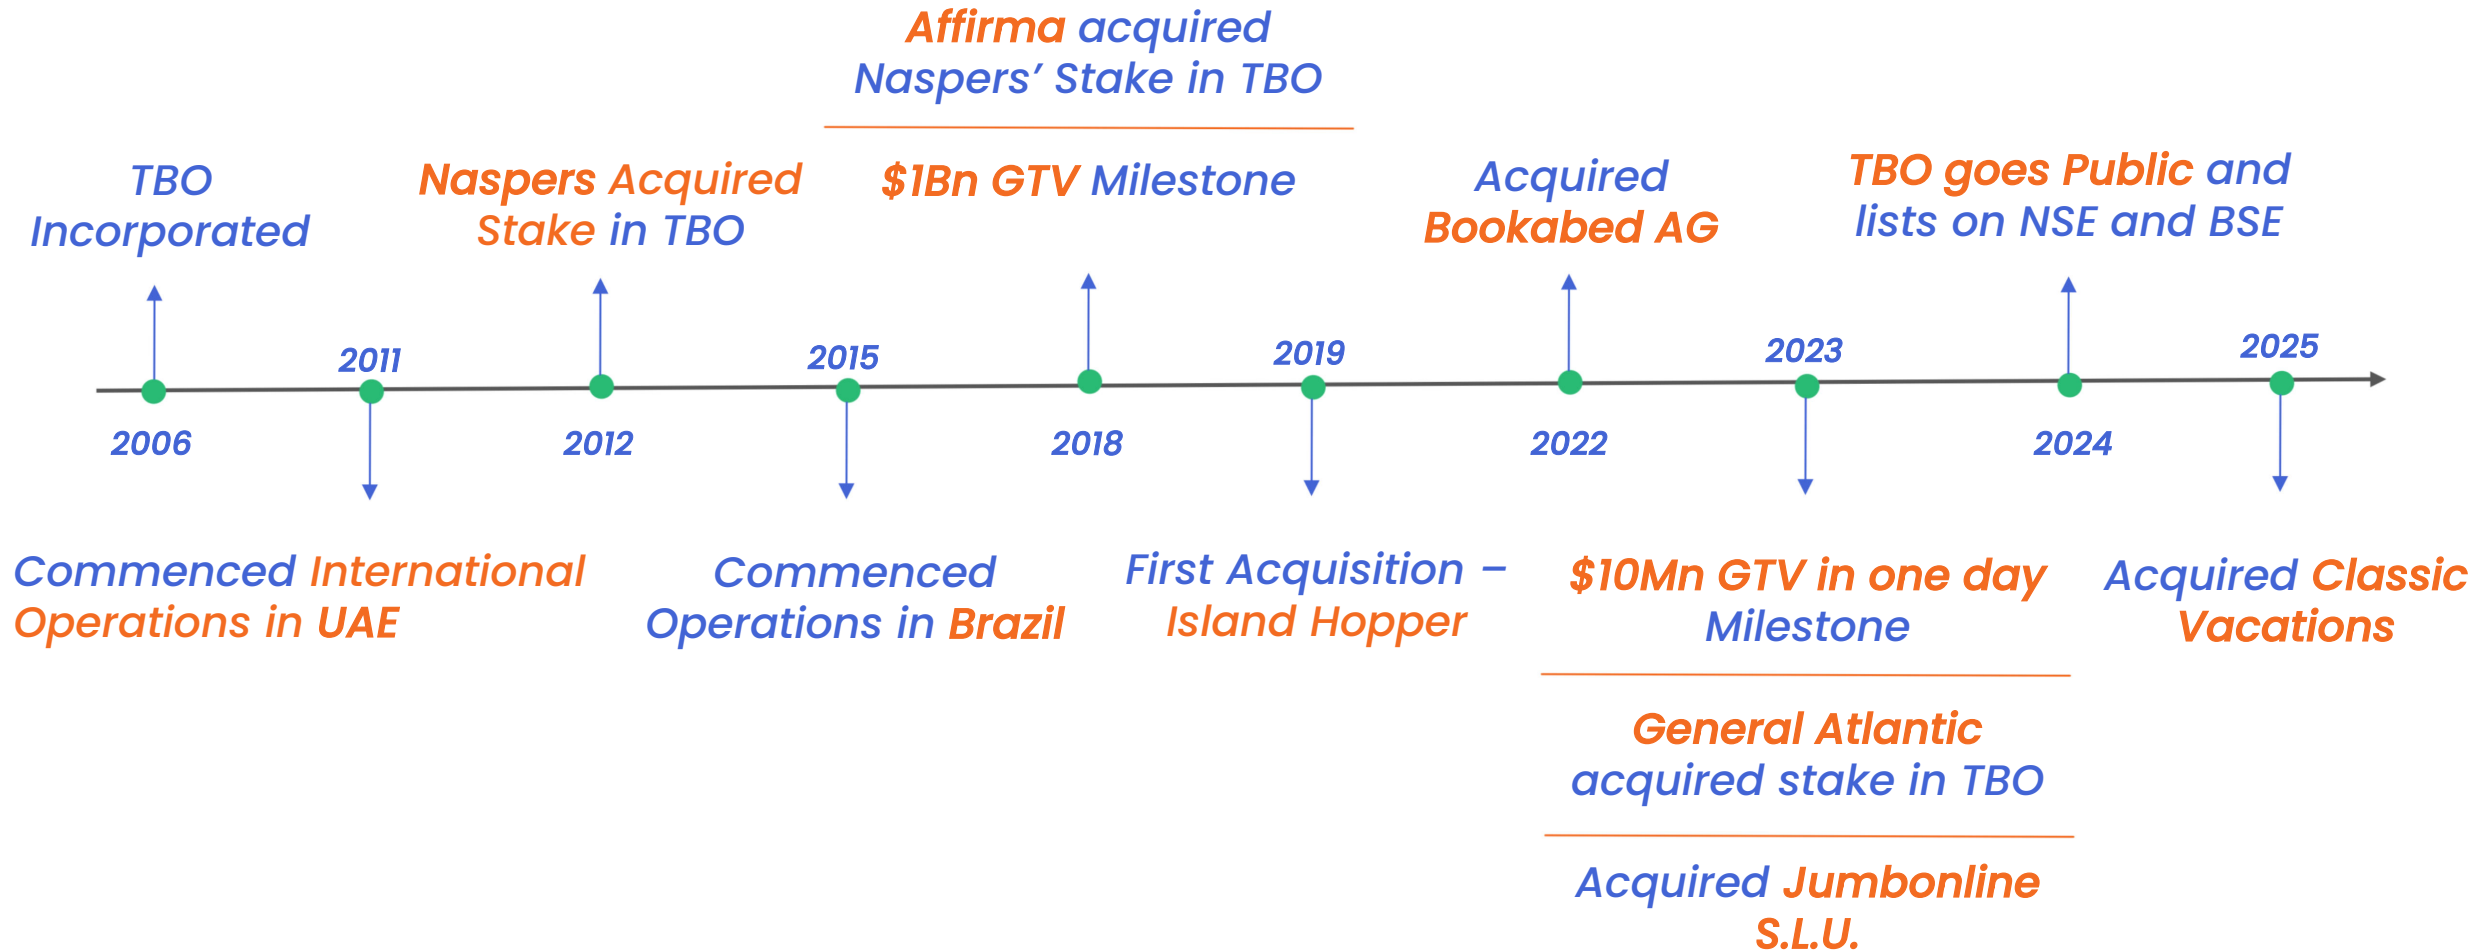 Affirma acquired
Naspers’ Stake in TBO
TBO
Incorporated
Naspers Acquired
Stake in TBO
$1Bn GTV Milestone
Acquired
Bookabed AG
TBO goes Public and
lists on NSE and BSE
2011
2015
2019
2023
2025
2006
2012
2018
2022
2024
Commenced International
Operations in UAE
Commenced
Operations in Brazil
First Acquisition –
Island Hopper
$10Mn GTV in one day
Milestone
General Atlantic
acquired stake in TBO
Acquired Jumbonline
S.L.U.
Acquired Classic
Vacations